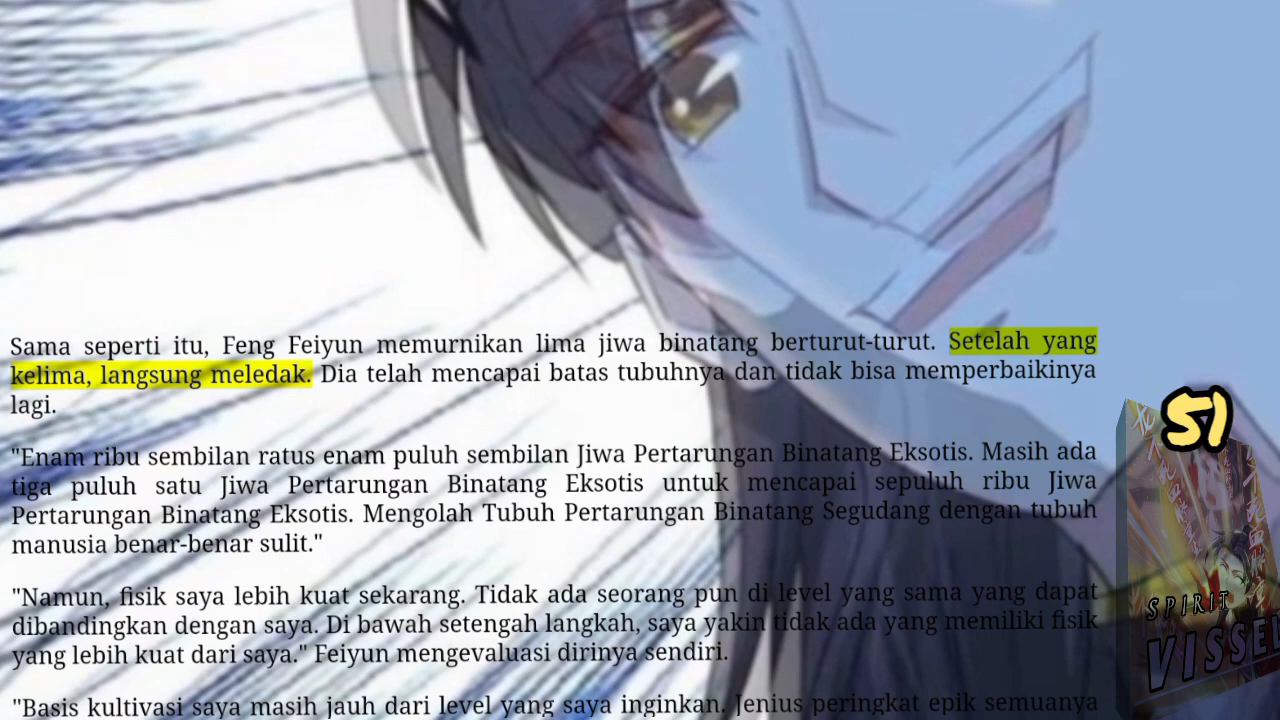 Sama seperti itu, Feng Feiyun memurnikan lima jiwa binatang berturut-turut. Setelah yang
kelima, langsung meledak. Dia telah mencapai batas tubuhnya dan tidak bisa memperbaikinya
lagi.
"Enam ribu sembilan ratus enam puluh sembilan Jiwa Pertarungan Binatang Eksotis. Masih ada
tiga puluh satu Jiwa Pertarungan Binatang Eksotis untuk mencapai sepuluh ribu Jiwa
Pertarungan Binatang Eksotis. Mengolah Tubuh Pertarungan Binatang Segudang dengan tubuh
manusia benar-benar sulit."
"Namun, fisik saya lebih kuat sekarang. Tidak ada seorang pun di level yang sama yang dapat
dibandingkan dengan saya. Di bawah setengah langkah, saya yakin tidak ada yang memiliki fisik
yang lebih kuat dari saya." Feiyun mengevaluasi dirinya sendiri.
"Basis kultivasi saya masih jauh dari level yang saya inginkan. Jenius peringkat epik semuanya
51
SPIRIT
VISSEL